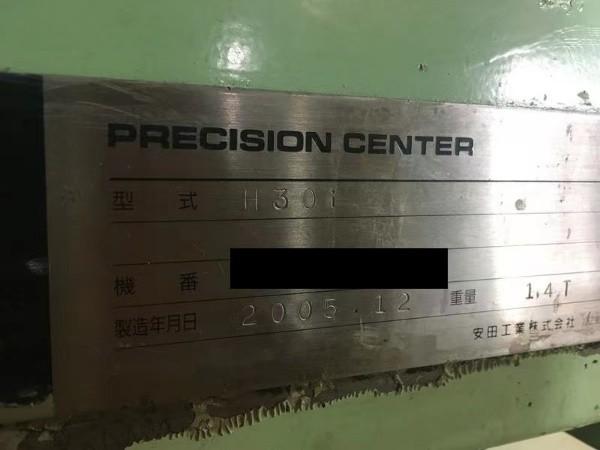 PRECISION CENTER
型式 H30i
機番
製造年月日 2005.12 重量 1.4T
安田工業株式会社